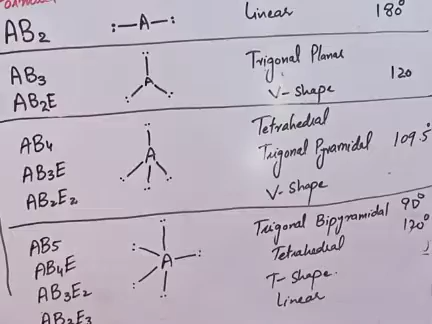 AB2 :—A—: Linear 180°
AB3 A Trigonal Planar 120
AB2E V-shape
AB4 A Tetrahedral
AB3E Trigonal Pyramidal 109.5°
AB2E2 V-shape
AB5 A Trigonal Bipyramidal 90°
AB4E Tetrahedral 120°
AB3E2 T-shape.
AB2E3 Linear